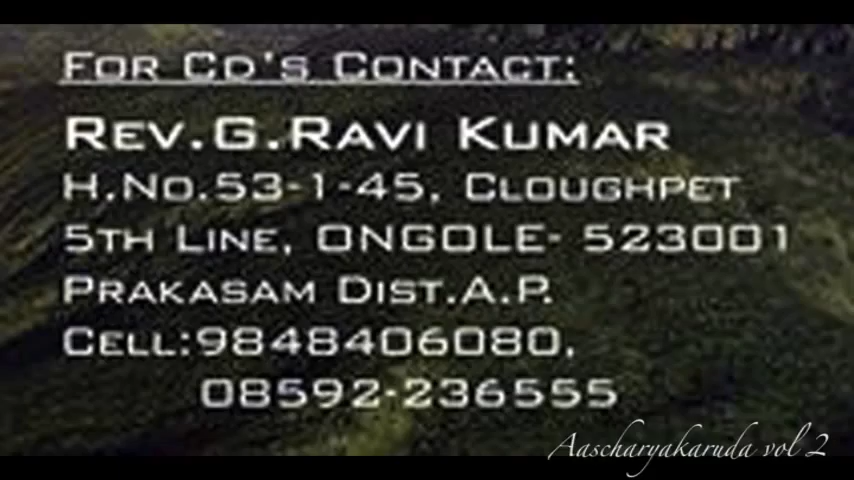 For Cd's Contact:
Rev.G.Ravi Kumar
H.No.53-1-45, Cloughpet
5th Line, ONGOLE- 523001
Prakasam Dist.A.P.
Cell:9848406080,
08592-236555
Aascharyakaruda vol 2